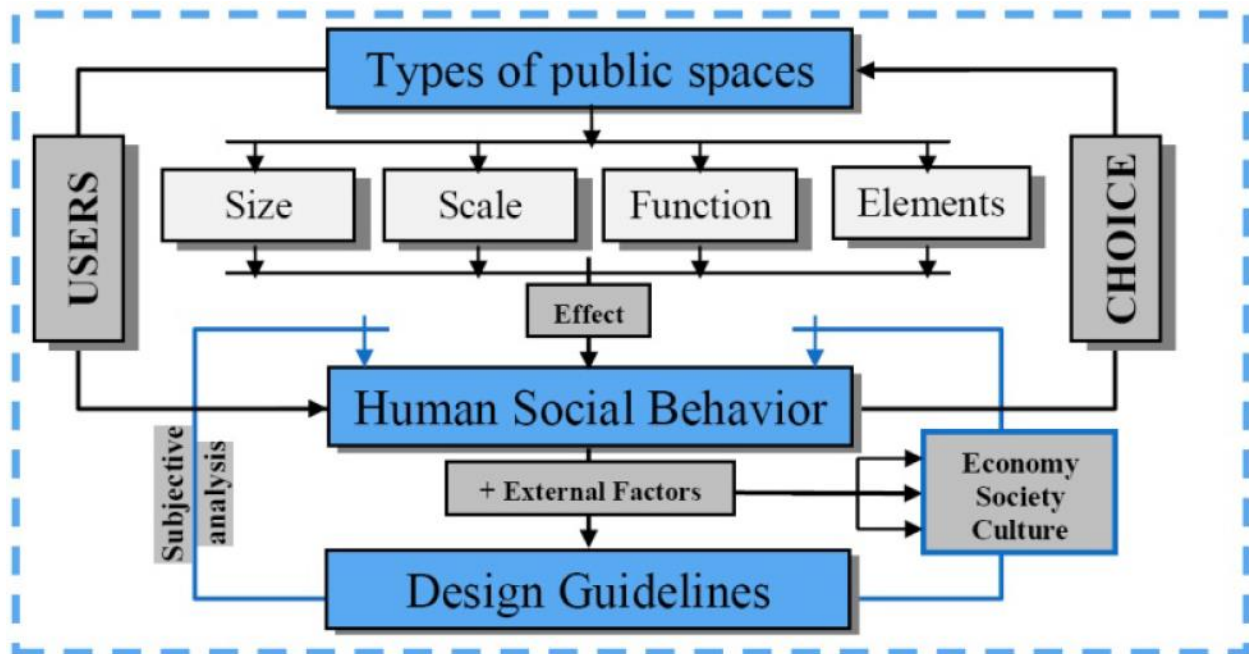 Types of public spaces
USERS
Size
Scale
Function
Elements
CHOICE
Effect
Human Social Behavior
Subjective
analysis
+ External Factors
Economy
Society
Culture
Design Guidelines